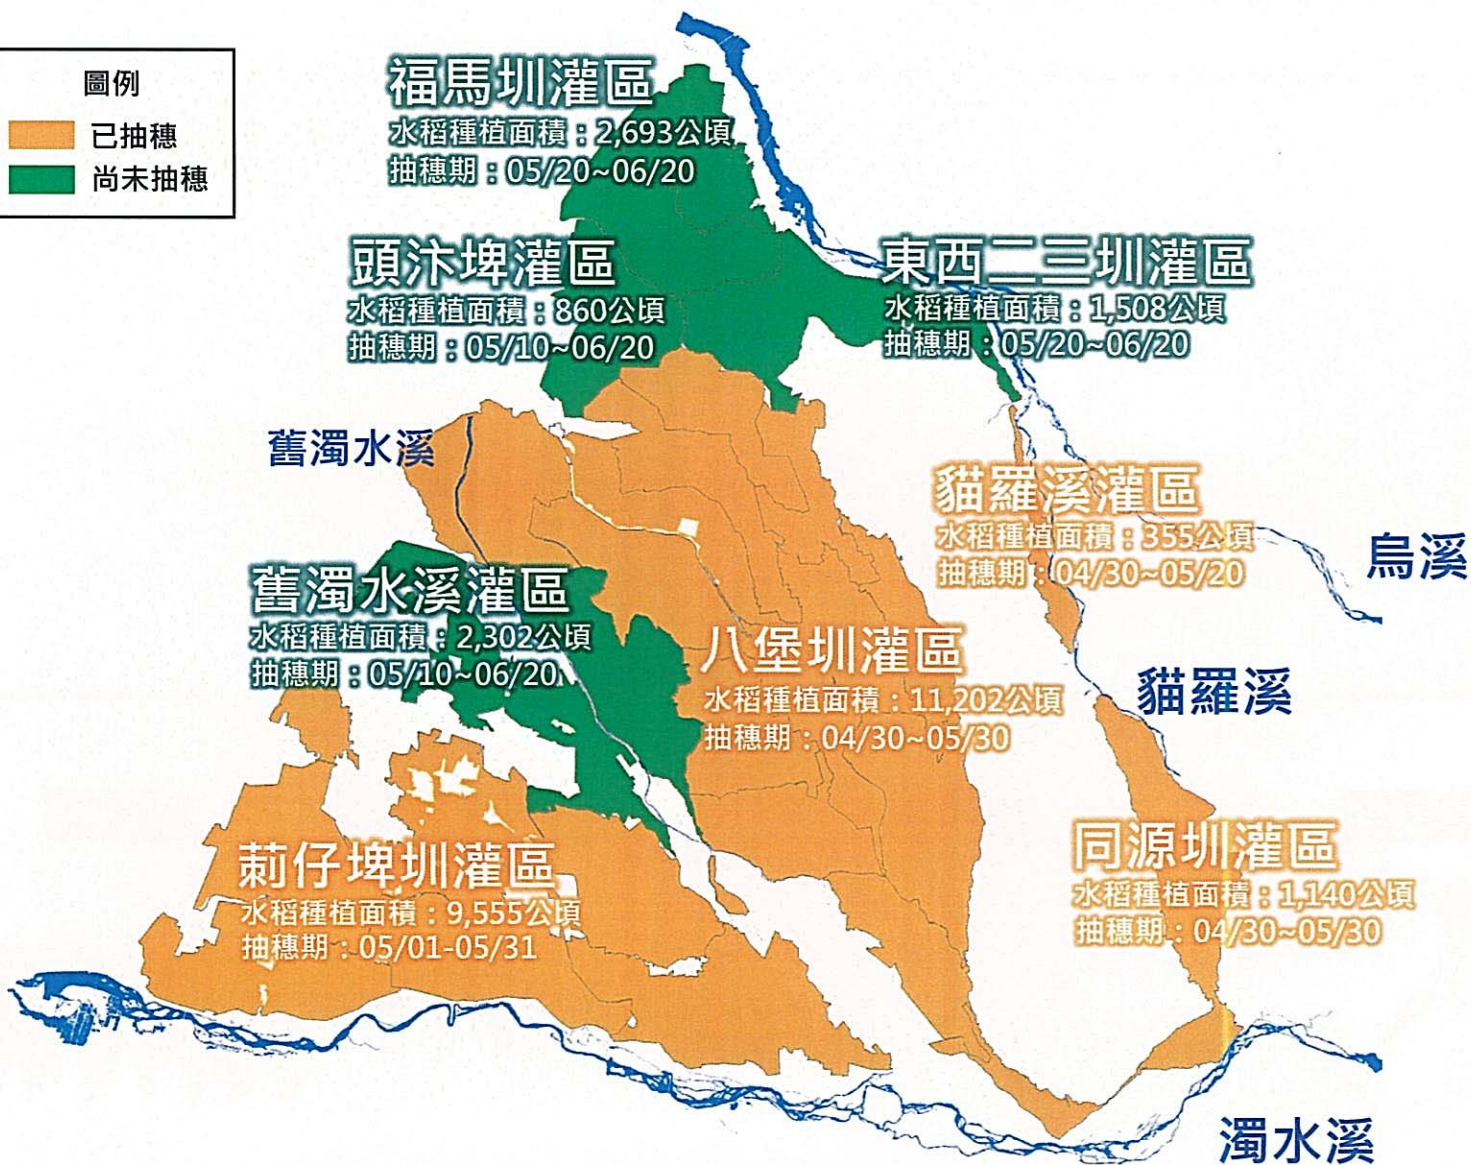 圖例
已抽穗
尚未抽穗
福馬圳灌區
水稻種植面積：2,693公頃
抽穗期：05/20~06/20
頭汴埤灌區
水稻種植面積：860公頃
抽穗期：05/10~06/20
東西二三圳灌區
水稻種植面積：1,508公頃
抽穗期：05/20~06/20
舊濁水溪
貓羅溪灌區
水稻種植面積：355公頃
抽穗期：04/30~05/20
烏溪
舊濁水溪灌區
水稻種植面積：2,302公頃
抽穗期：05/10~06/20
八堡圳灌區
水稻種植面積：11,202公頃
抽穗期：04/30~05/30
貓羅溪
莿仔埤圳灌區
水稻種植面積：9,555公頃
抽穗期：05/01-05/31
同源圳灌區
水稻種植面積：1,140公頃
抽穗期：04/30~05/30
濁水溪